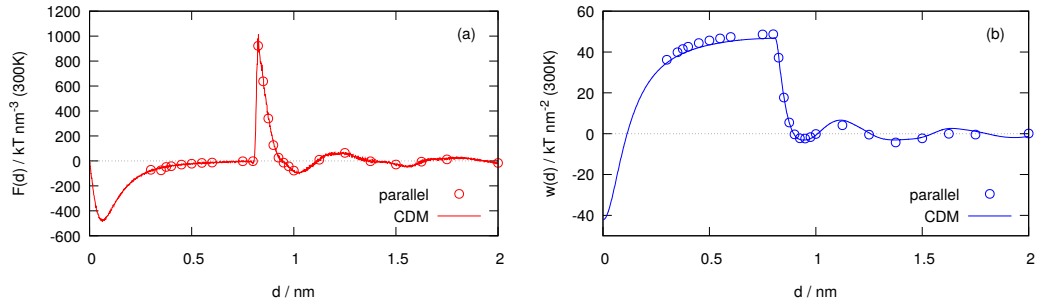 (a)
F(d) / kT nm⁻³ (300K)
1000
800
600
400
200
0
-200
-400
-600
0 0.5 1 1.5 2
d / nm
parallel
CDM
(b)
w(d) / kT nm⁻² (300K)
60
40
20
0
-20
-40
0 0.5 1 1.5 2
d / nm
parallel
CDM